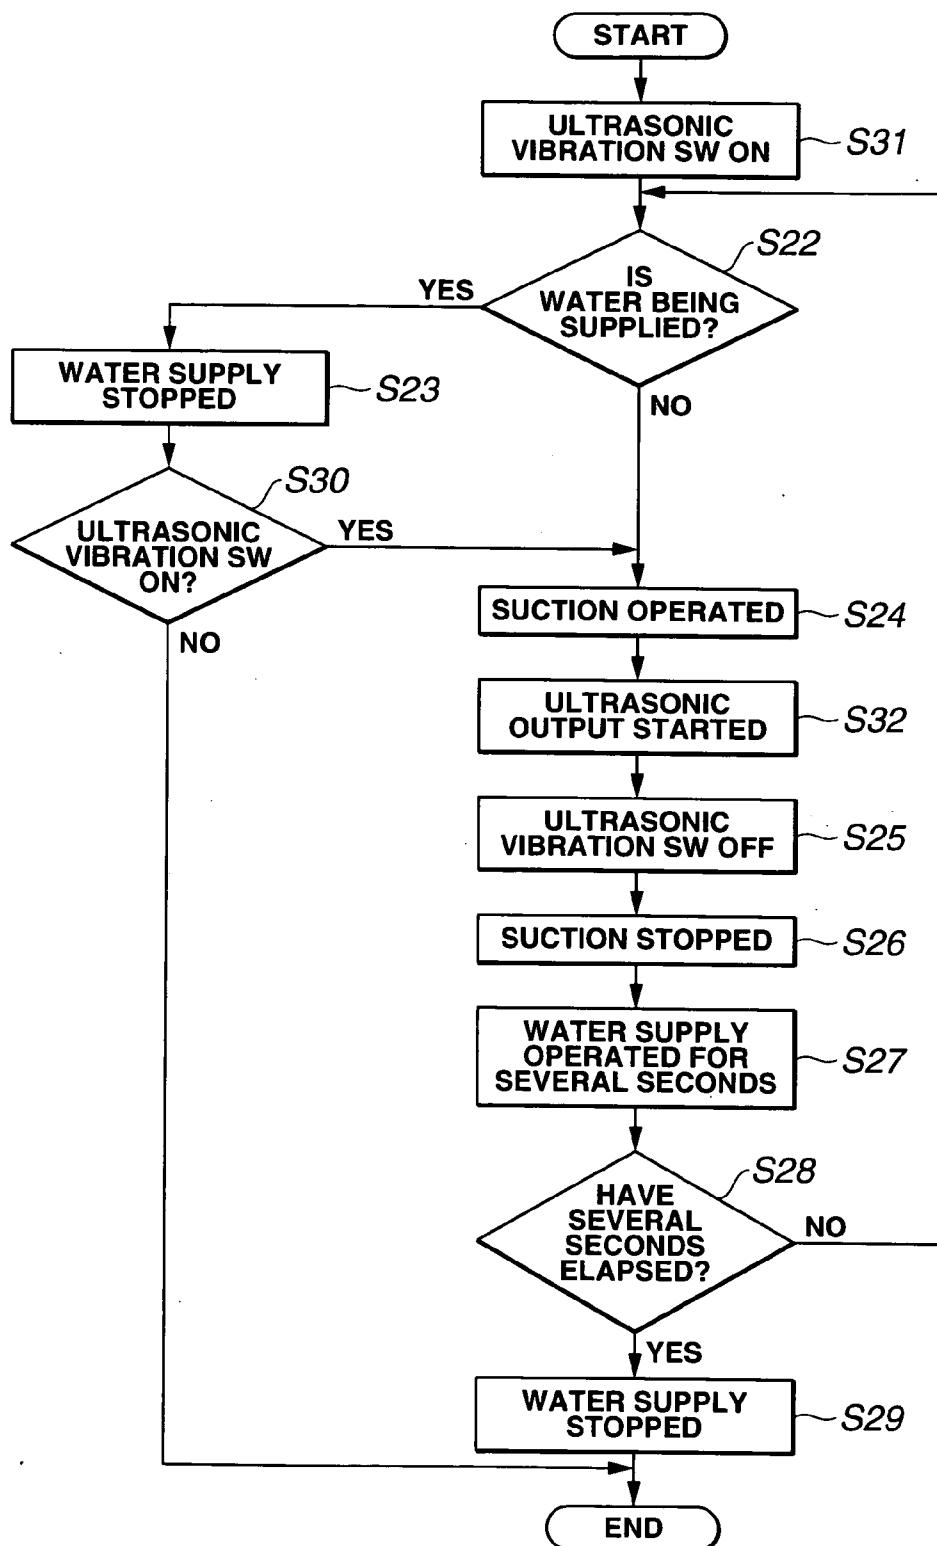 START
ULTRASONIC
VIBRATION SW ON
S31
S22
IS
WATER BEING
SUPPLIED?
YES
NO
WATER SUPPLY
STOPPED
S23
S30
ULTRASONIC
VIBRATION SW
ON?
YES
NO
SUCTION OPERATED
S24
ULTRASONIC
OUTPUT STARTED
S32
ULTRASONIC
VIBRATION SW OFF
S25
SUCTION STOPPED
S26
WATER SUPPLY
OPERATED FOR
SEVERAL SECONDS
S27
S28
HAVE
SEVERAL
SECONDS
ELAPSED?
NO
YES
WATER SUPPLY
STOPPED
S29
END